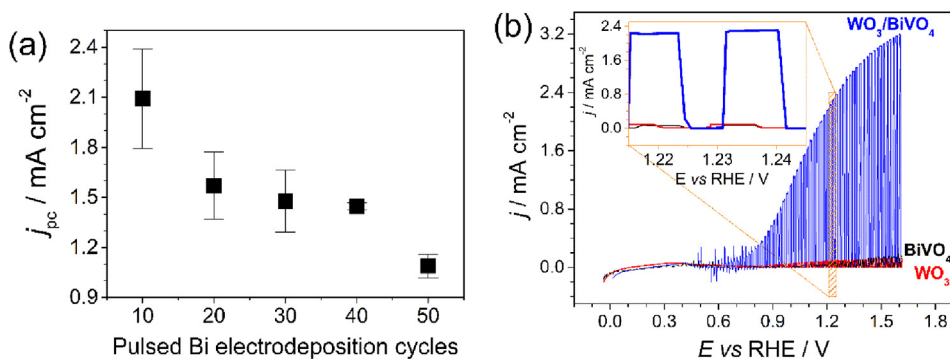 (a)
j_pc / mA cm⁻²
2.4
2.1
1.8
1.5
1.2
0.9
10 20 30 40 50
Pulsed Bi electrodeposition cycles
(b)
WO₃/BiVO₄
j / mA cm⁻²
3.2
2.4
1.6
0.8
0.0
j / mA cm⁻²
2.4
1.6
0.8
0.0
1.22 1.23 1.24
E vs RHE / V
BiVO₄
WO₃
0.0 0.3 0.6 0.9 1.2 1.5 1.8
E vs RHE / V